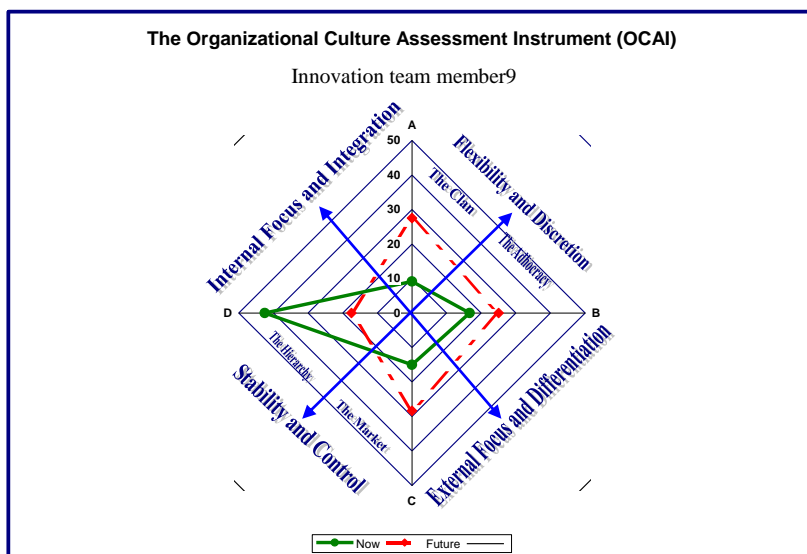 The Organizational Culture Assessment Instrument (OCAI)
Innovation team member9
A
50
40
30
20
10
0
B
C
D
Internal Focus and Integration
Flexibility and Discretion
The Clan
The Adhocracy
The Hierarchy
The Market
Stability and Control
External Focus and Differentiation
Now Future